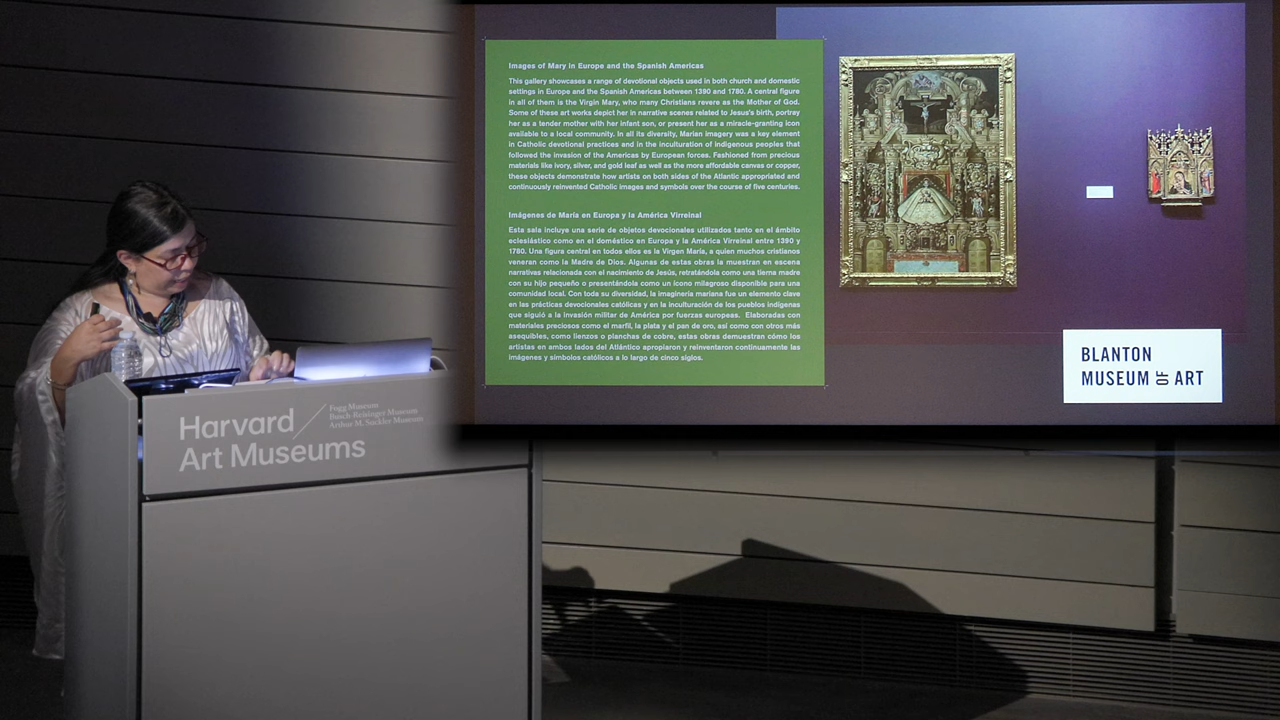 Images of Mary in Europe and the Spanish Americas
This gallery showcases a range of devotional objects used in both church and domestic
settings in Europe and the Spanish Americas between 1390 and 1780. A central figure
in all of them is the Virgin Mary, who many Christians revere as the Mother of God.
Some of these art works depict her in narrative scenes related to Jesus's birth, portray
her as a tender mother with her infant son, or present her as a miracle-granting icon
available to a local community. In all its diversity, Marian imagery was a key element
in Catholic devotional practices and in the inculturation of indigenous peoples that
followed the invasion of the Americas by European forces. Fashioned from precious
materials like ivory, silver, and gold leaf as well as the more affordable canvas or copper,
these objects demonstrate how artists on both sides of the Atlantic appropriated and
continuously reinvented Catholic images and symbols over the course of five centuries.
Imágenes de María en Europa y la América Virreinal
Esta sala incluye una serie de objetos devocionales utilizados tanto en el ámbito
eclesiástico como en el doméstico en Europa y la América Virreinal entre 1390 y
1780. Una figura central en todos ellos es la Virgen María, a quien muchos cristianos
veneran como la Madre de Dios. Algunas de estas obras la muestran en escena
narrativas relacionada con el nacimiento de Jesús, retratándola como una tierna madre
con su hijo pequeño o presentándola como un icono milagroso disponible para una
comunidad local. Con toda su diversidad, la imaginería mariana fue un elemento clave
en las prácticas devocionales católicas y en la inculturación de los pueblos indígenas
que siguió a la invasión militar de América por fuerzas europeas. Elaboradas con
materiales preciosos como el marfil, la plata y el pan de oro, así como con otros más
asequibles, como lienzos o planchas de cobre, estas obras demuestran cómo los
artistas en ambos lados del Atlántico apropiaron y reinventaron continuamente las
imágenes y símbolos católicos a lo largo de cinco siglos.
BLANTON
MUSEUM OF ART
Harvard
Art Museums
Fogg Museum
Busch-Reisinger Museum
Arthur M. Sackler Museum